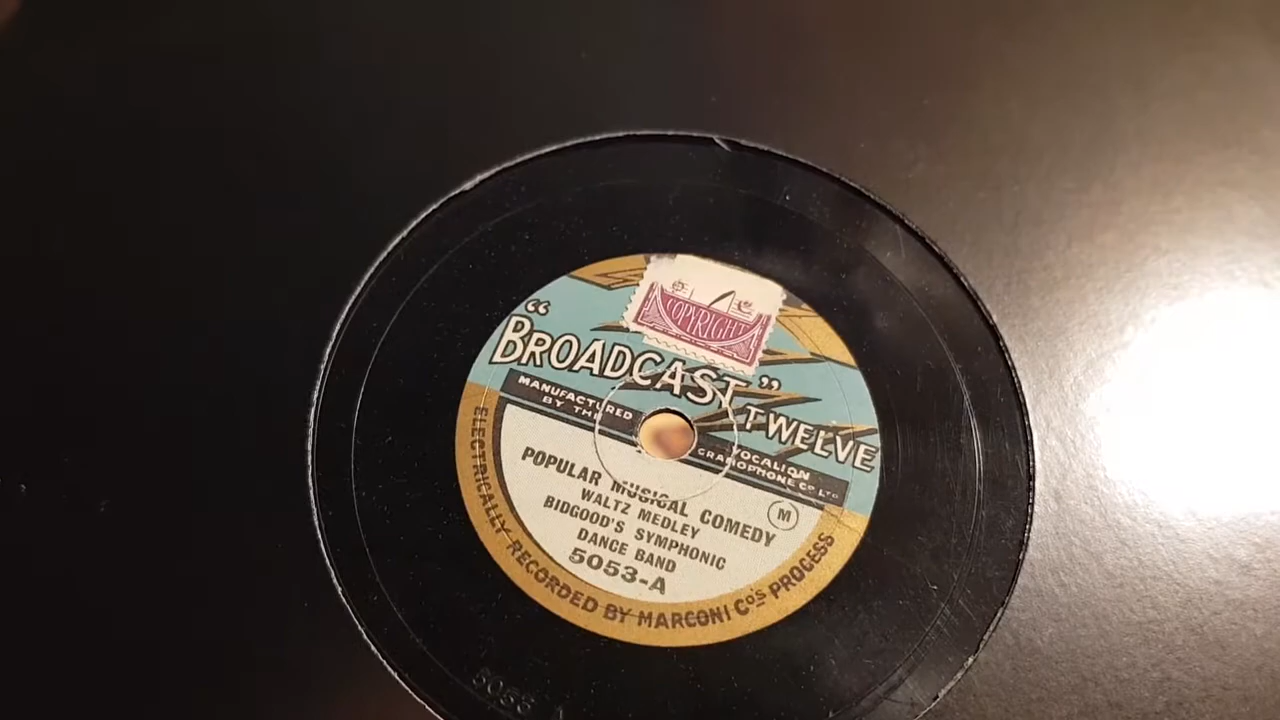 COPYRIGHT
"BROADCAST" TWELVE
MANUFACTURED BY THE VOCALION GRAMOPHONE Co LTD
POPULAR MUSICAL COMEDY
WALTZ MEDLEY
M
BIDGOOD'S SYMPHONIC
DANCE BAND
5053-A
ELECTRICALLY RECORDED BY MARCONI Co's PROCESS
5053 A